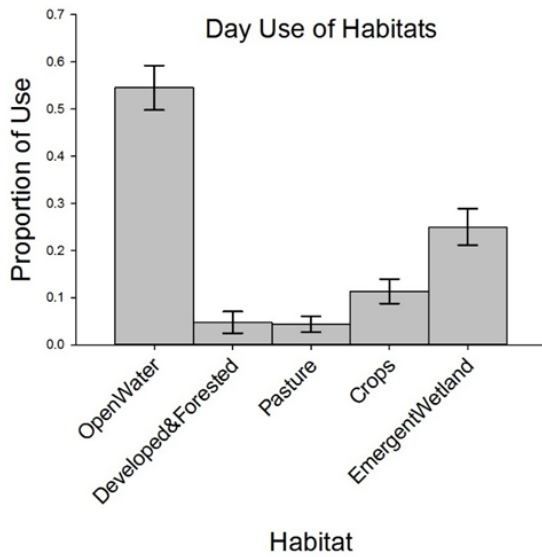 Day Use of Habitats
Proportion of Use
0.7
0.6
0.5
0.4
0.3
0.2
0.1
0.0
OpenWater
Developed&Forested
Pasture
Crops
EmergentWetland
Habitat